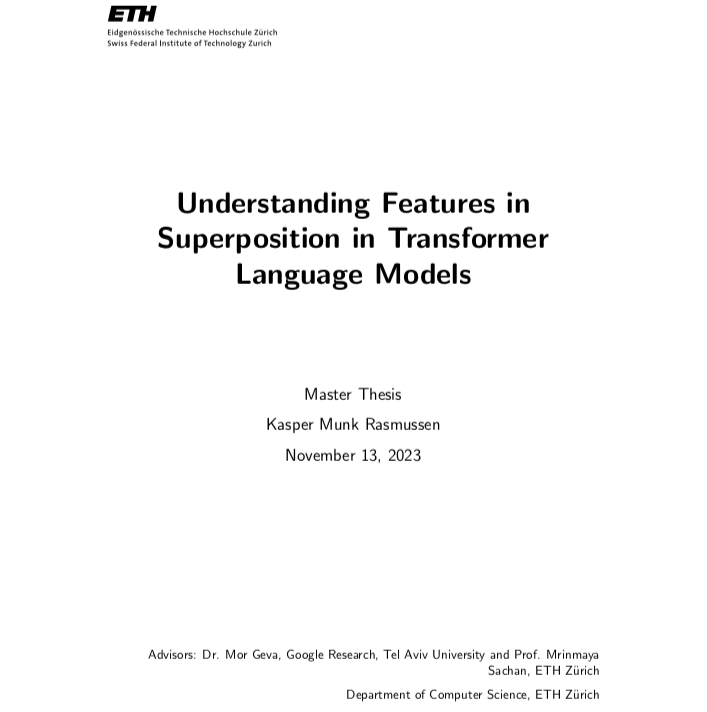 ETH
Eidgenössische Technische Hochschule Zürich
Swiss Federal Institute of Technology Zurich
Understanding Features in
Superposition in Transformer
Language Models
Master Thesis
Kasper Munk Rasmussen
November 13, 2023
Advisors: Dr. Mor Geva, Google Research, Tel Aviv University and Prof. Mrinmaya
Sachan, ETH Zürich
Department of Computer Science, ETH Zürich